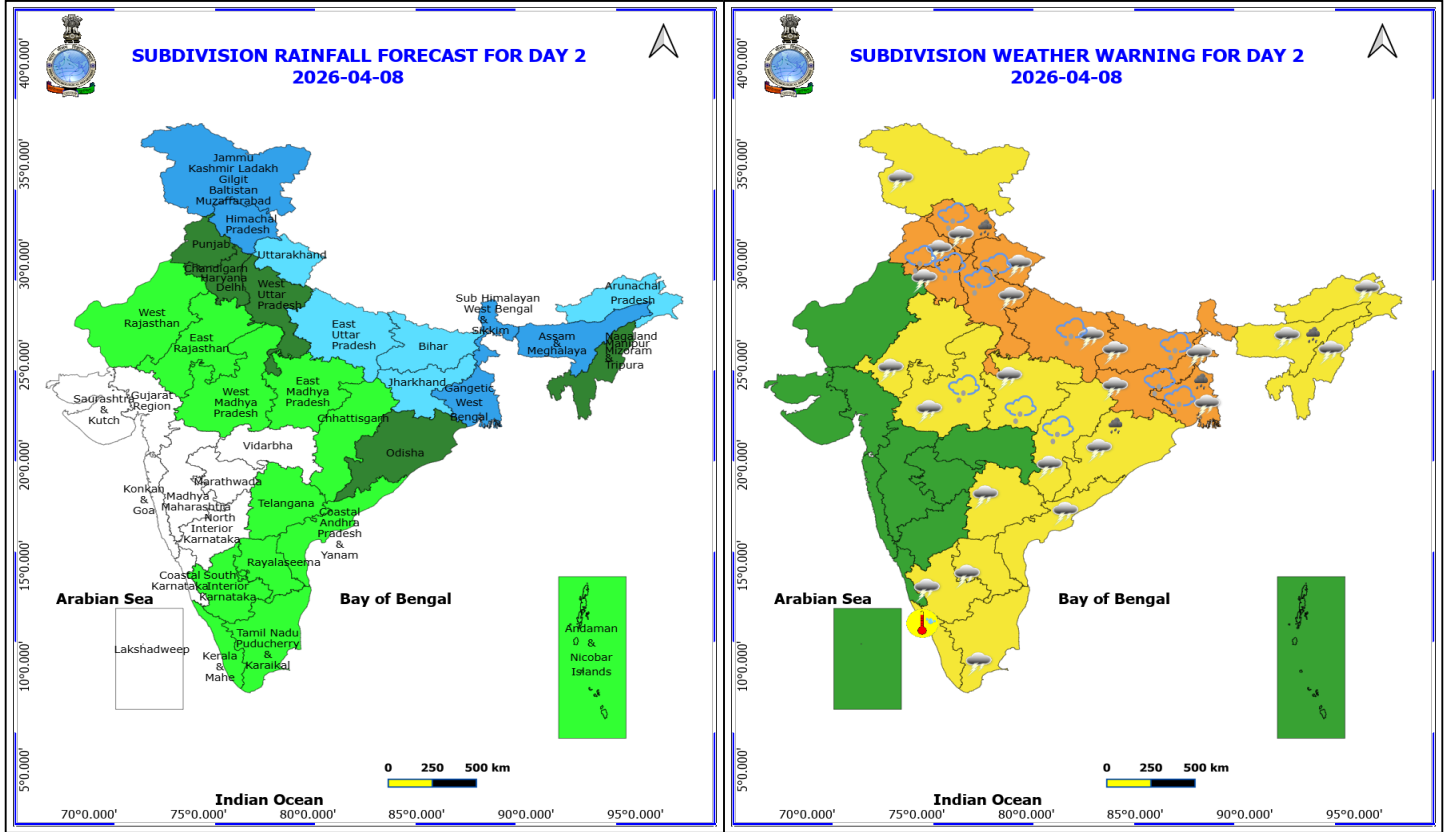 SUBDIVISION RAINFALL FORECAST FOR DAY 2
2026-04-08
40°0.000'
35°0.000'
30°0.000'
25°0.000'
20°0.000'
15°0.000'
10°0.000'
5°0.000'
Jammu
Kashmir Ladakh
Gilgit
Baltistan
Muzaffarabad
Himachal
Pradesh
Punjab
Uttarakhand
Chandigarh
Haryana
Delhi
West
Uttar
Pradesh
West
Rajasthan
East
Rajasthan
East
Uttar
Pradesh
Bihar
Sub Himalayan
West Bengal
&
Sikkim
Arunachal
Pradesh
Assam
&
Meghalaya
Nagaland
Manipur
Mizoram
&
Tripura
Saurashtra
&
Kutch
Gujarat
Region
West
Madhya
Pradesh
East
Madhya
Pradesh
Jharkhand
Gangetic
West
Bengal
Chhattisgarh
Odisha
Vidarbha
Konkan
&
Goa
Marathwada
Madhya
Maharashtra
North
Interior
Karnataka
Telangana
Coastal
Andhra
Pradesh
&
Yanam
Rayalaseema
Coastal
Karnataka
South
Interior
Karnataka
Arabian Sea
Bay of Bengal
Lakshadweep
Tamil Nadu
Puducherry
&
Karaikal
Kerala
&
Mahe
Andaman
&
Nicobar
Islands
0 250 500 km
Indian Ocean
70°0.000' 75°0.000' 80°0.000' 85°0.000' 90°0.000' 95°0.000'
SUBDIVISION WEATHER WARNING FOR DAY 2
2026-04-08
40°0.000'
35°0.000'
30°0.000'
25°0.000'
20°0.000'
15°0.000'
10°0.000'
5°0.000'
Arabian Sea
Bay of Bengal
0 250 500 km
Indian Ocean
70°0.000' 75°0.000' 80°0.000' 85°0.000' 90°0.000' 95°0.000'